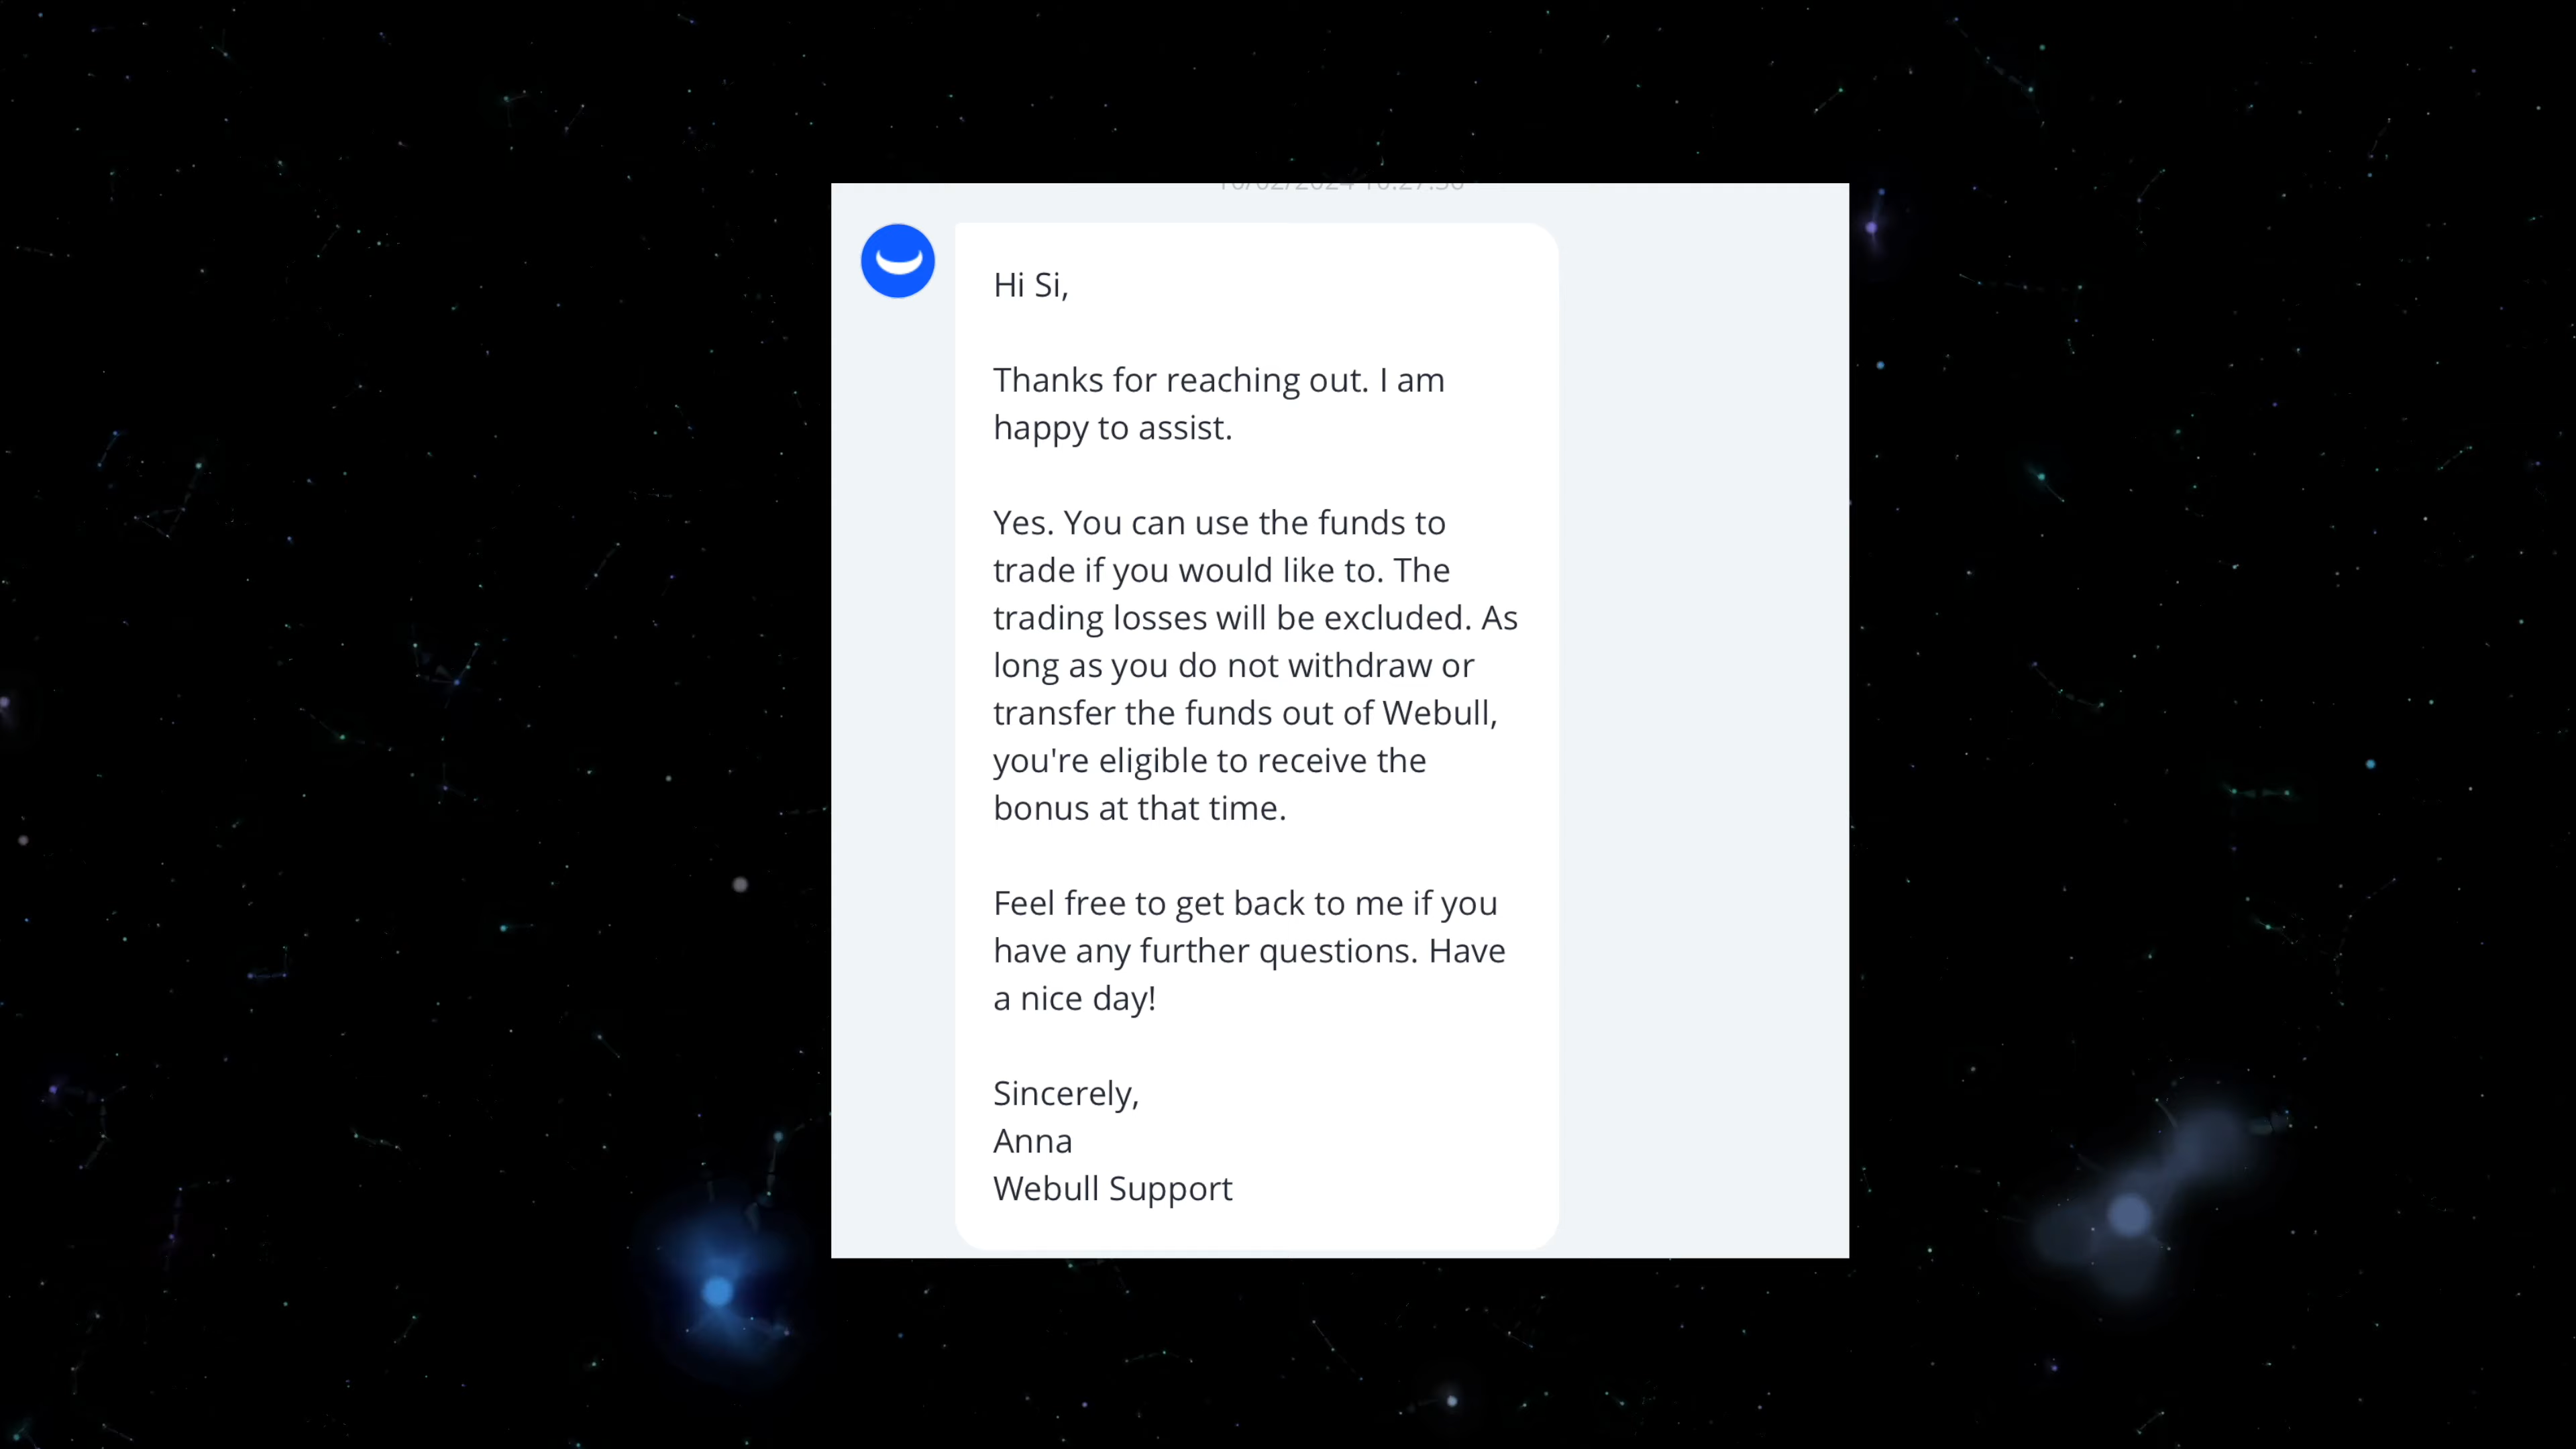 Hi Si,
Thanks for reaching out. I am
happy to assist.
Yes. You can use the funds to
trade if you would like to. The
trading losses will be excluded. As
long as you do not withdraw or
transfer the funds out of Webull,
you're eligible to receive the
bonus at that time.
Feel free to get back to me if you
have any further questions. Have
a nice day!
Sincerely,
Anna
Webull Support